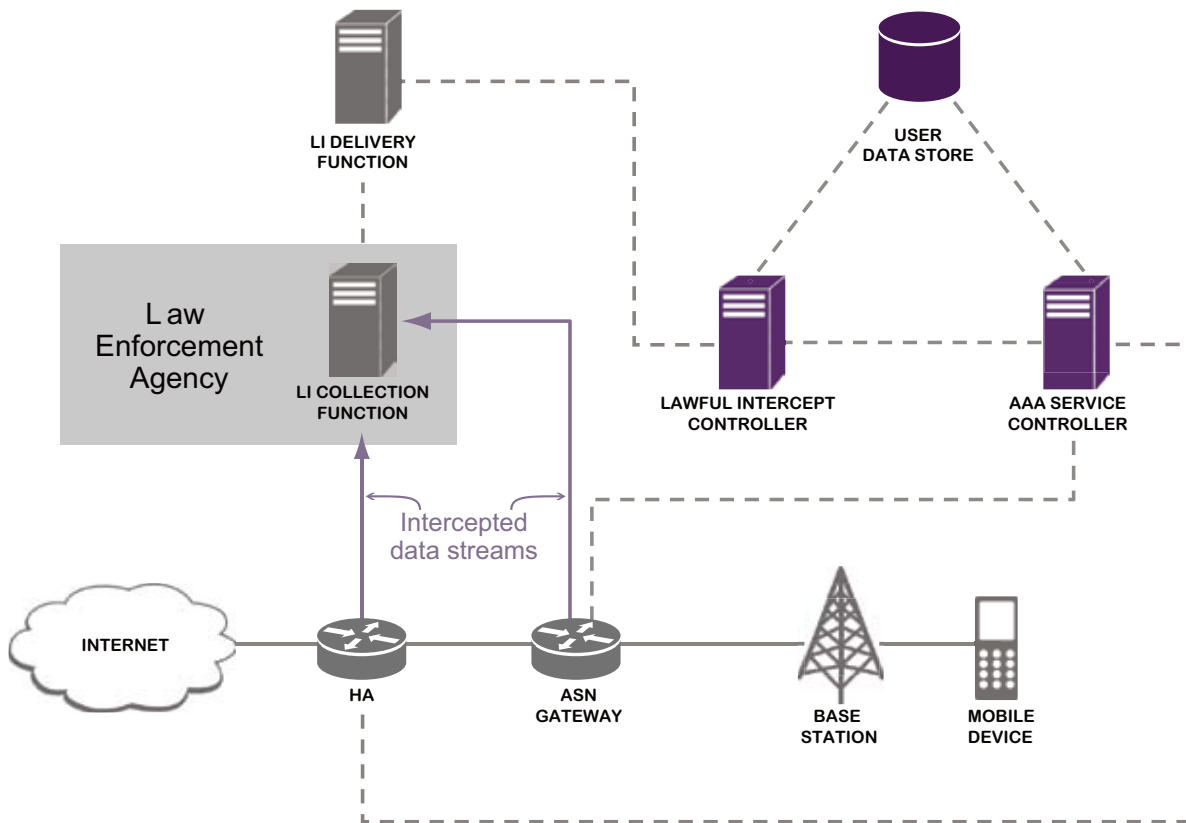 LI DELIVERY
FUNCTION
USER
DATA STORE
Law
Enforcement
Agency
LI COLLECTION
FUNCTION
LAWFUL INTERCEPT
CONTROLLER
AAA SERVICE
CONTROLLER
Intercepted
data streams
INTERNET
HA
ASN
GATEWAY
BASE
STATION
MOBILE
DEVICE